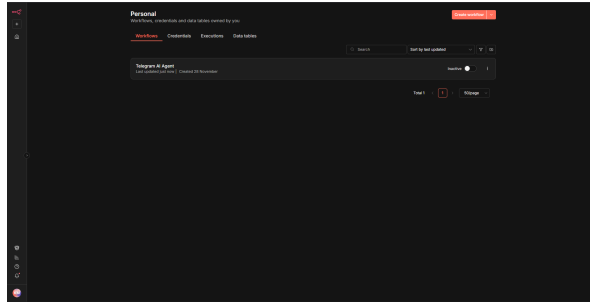 Personal
Workflows, credentials and data tables owned by you
Create workflow
Workflows Credentials Executions Data tables
Search
Sort by last updated
Telegram AI Agent
Last updated just now | Created 25 November
Inactive
Total 1
1
50/page